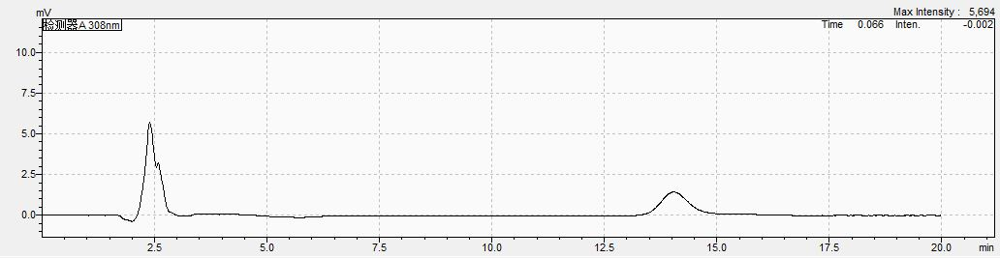 mV
Max Intensity : 5,694
检测器A 308nm
Time 0.066 Inten. -0.002
10.0
7.5
5.0
2.5
0.0
2.5 5.0 7.5 10.0 12.5 15.0 17.5 20.0 min